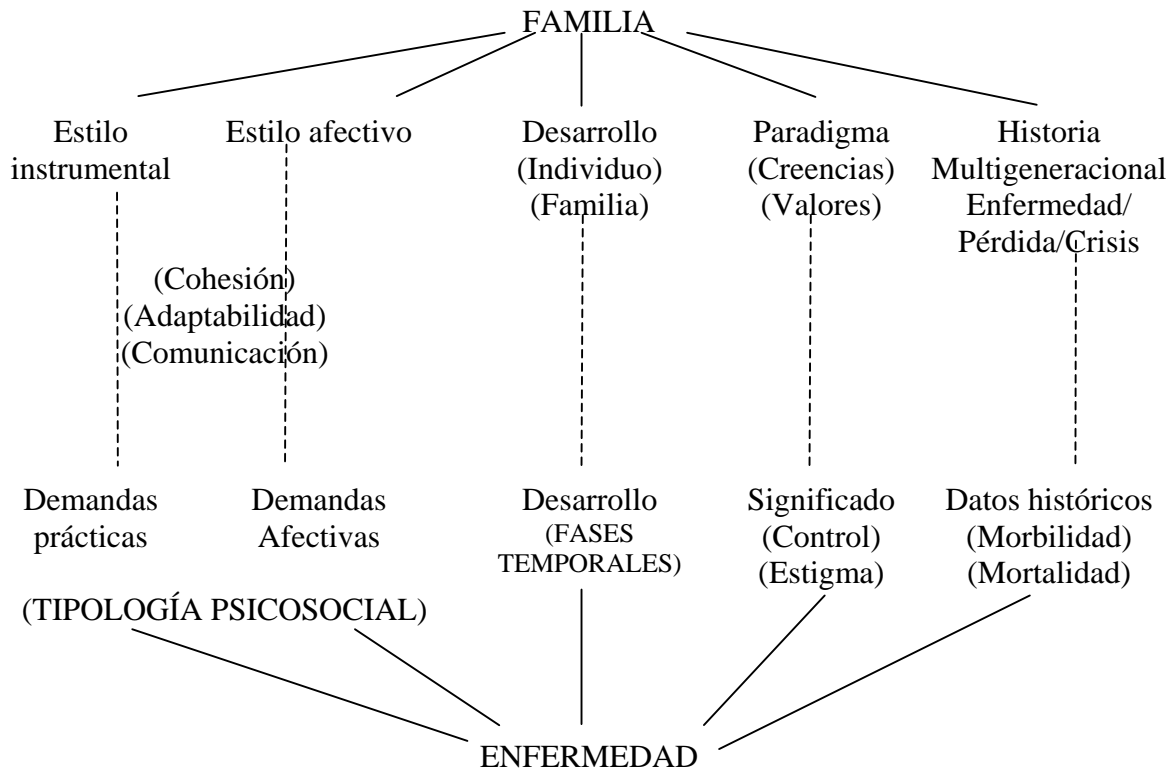 FAMILIA
Estilo
instrumental
Estilo afectivo
Desarrollo
(Individuo)
(Familia)
Paradigma
(Creencias)
(Valores)
Historia
Multigeneracional
Enfermedad/
Pérdida/Crisis
(Cohesión)
(Adaptabilidad)
(Comunicación)
Demandas
prácticas
Demandas
Afectivas
Desarrollo
(FASES
TEMPORALES)
Significado
(Control)
(Estigma)
Datos históricos
(Morbilidad)
(Mortalidad)
(TIPOLOGÍA PSICOSOCIAL)
ENFERMEDAD